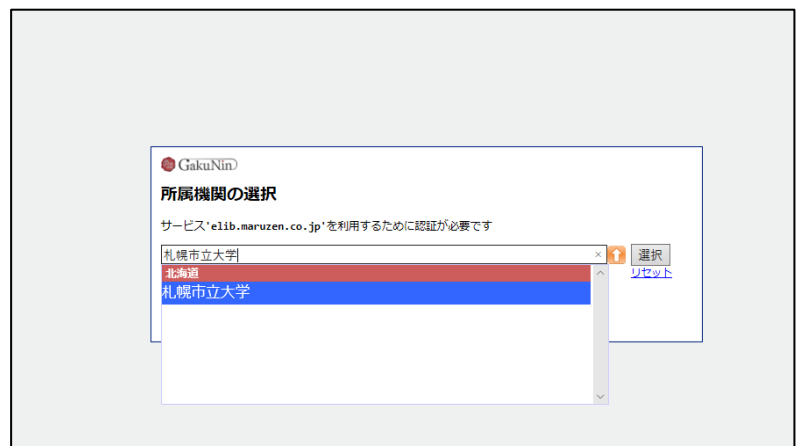 GakuNin
所属機関の選択
サービス'elib.maruzen.co.jp'を利用するために認証が必要です
札幌市立大学
選択
北海道
リセット
札幌市立大学